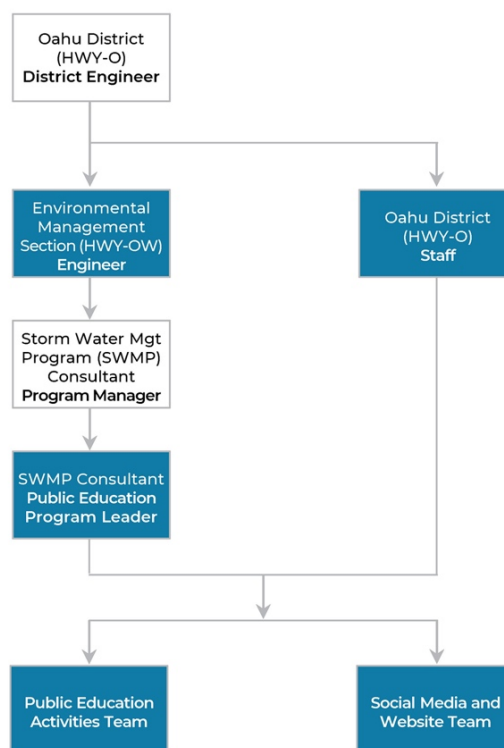 Oahu District
(HWY-O)
District Engineer
Environmental
Management
Section (HWY-OW)
Engineer
Oahu District
(HWY-O)
Staff
Storm Water Mgt
Program (SWMP)
Consultant
Program Manager
SWMP Consultant
Public Education
Program Leader
Public Education
Activities Team
Social Media and
Website Team